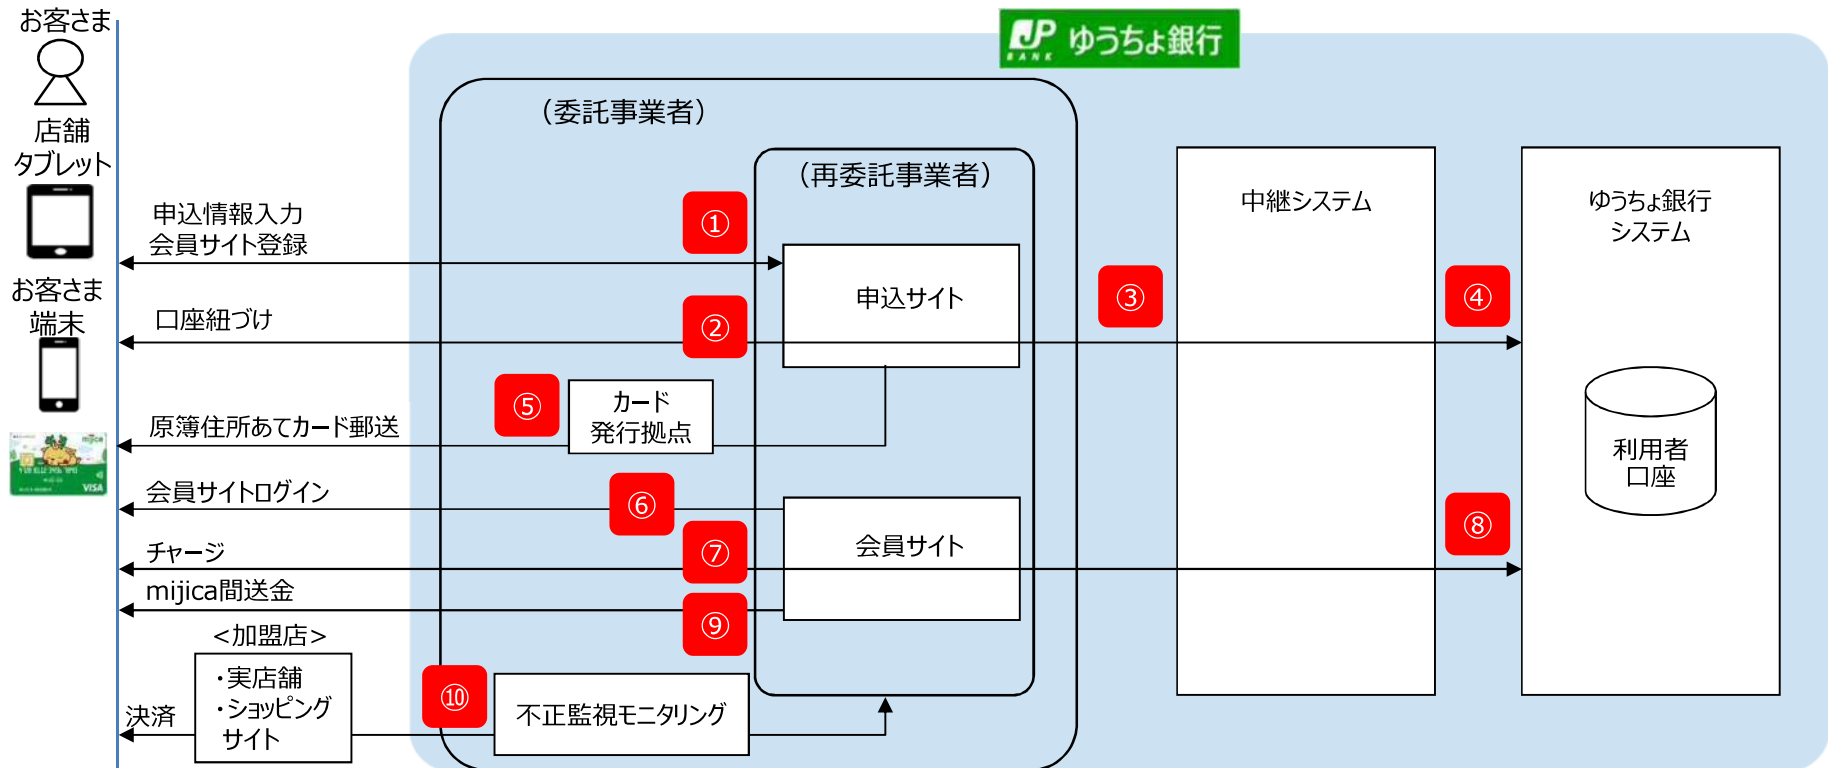 お客さま
店舗
タブレット
お客さま
端末
mijica
VISA
JP
BANK
ゆうちょ銀行
（委託事業者）
（再委託事業者）
中継システム
ゆうちょ銀行
システム
申込情報入力
会員サイト登録
①
申込サイト
③
④
口座紐づけ
②
⑤
カード
発行拠点
原簿住所あてカード郵送
利用者
口座
会員サイトログイン
⑥
会員サイト
⑧
チャージ
⑦
mijica間送金
⑨
<加盟店>
・実店舗
・ショッピング
サイト
決済
⑩
不正監視モニタリング